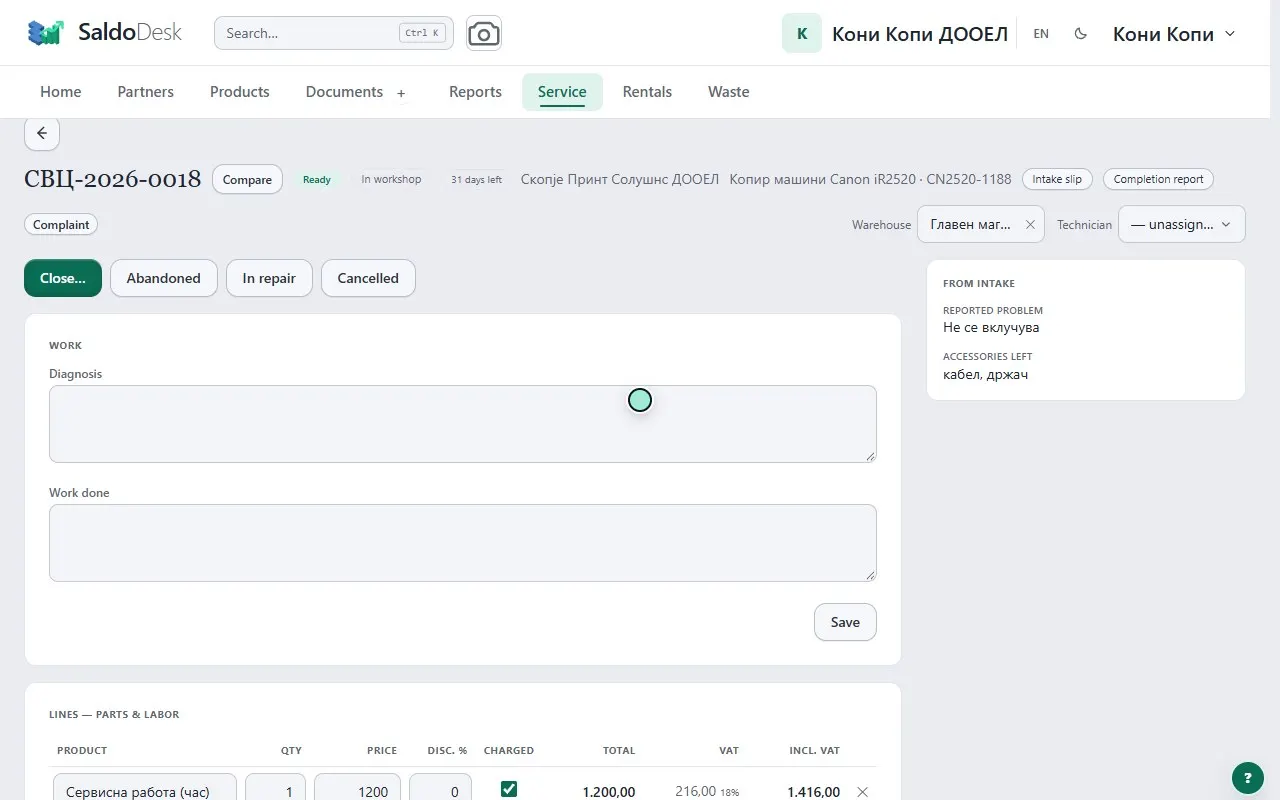 SaldoDesk
Search... Ctrl K
K Кони Копи ДООЕЛ EN Кони Копи
Home Partners Products Documents + Reports Service Rentals Waste
СВЦ-2026-0018 Compare Ready In workshop 31 days left Скопје Принт Солушнс ДООЕЛ Копир машини Canon iR2520 · CN2520-1188 Intake slip Completion report
Complaint Warehouse Главен маг... Technician — unassign...
Close... Abandoned In repair Cancelled
FROM INTAKE
REPORTED PROBLEM
Не се вклучува
ACCESSORIES LEFT
кабел, држач
WORK
Diagnosis
Work done
Save
LINES — PARTS & LABOR
PRODUCT QTY PRICE DISC. % CHARGED TOTAL VAT INCL. VAT
Сервисна работа (час) 1 1200 0 1.200,00 216,00 18% 1.416,00
?